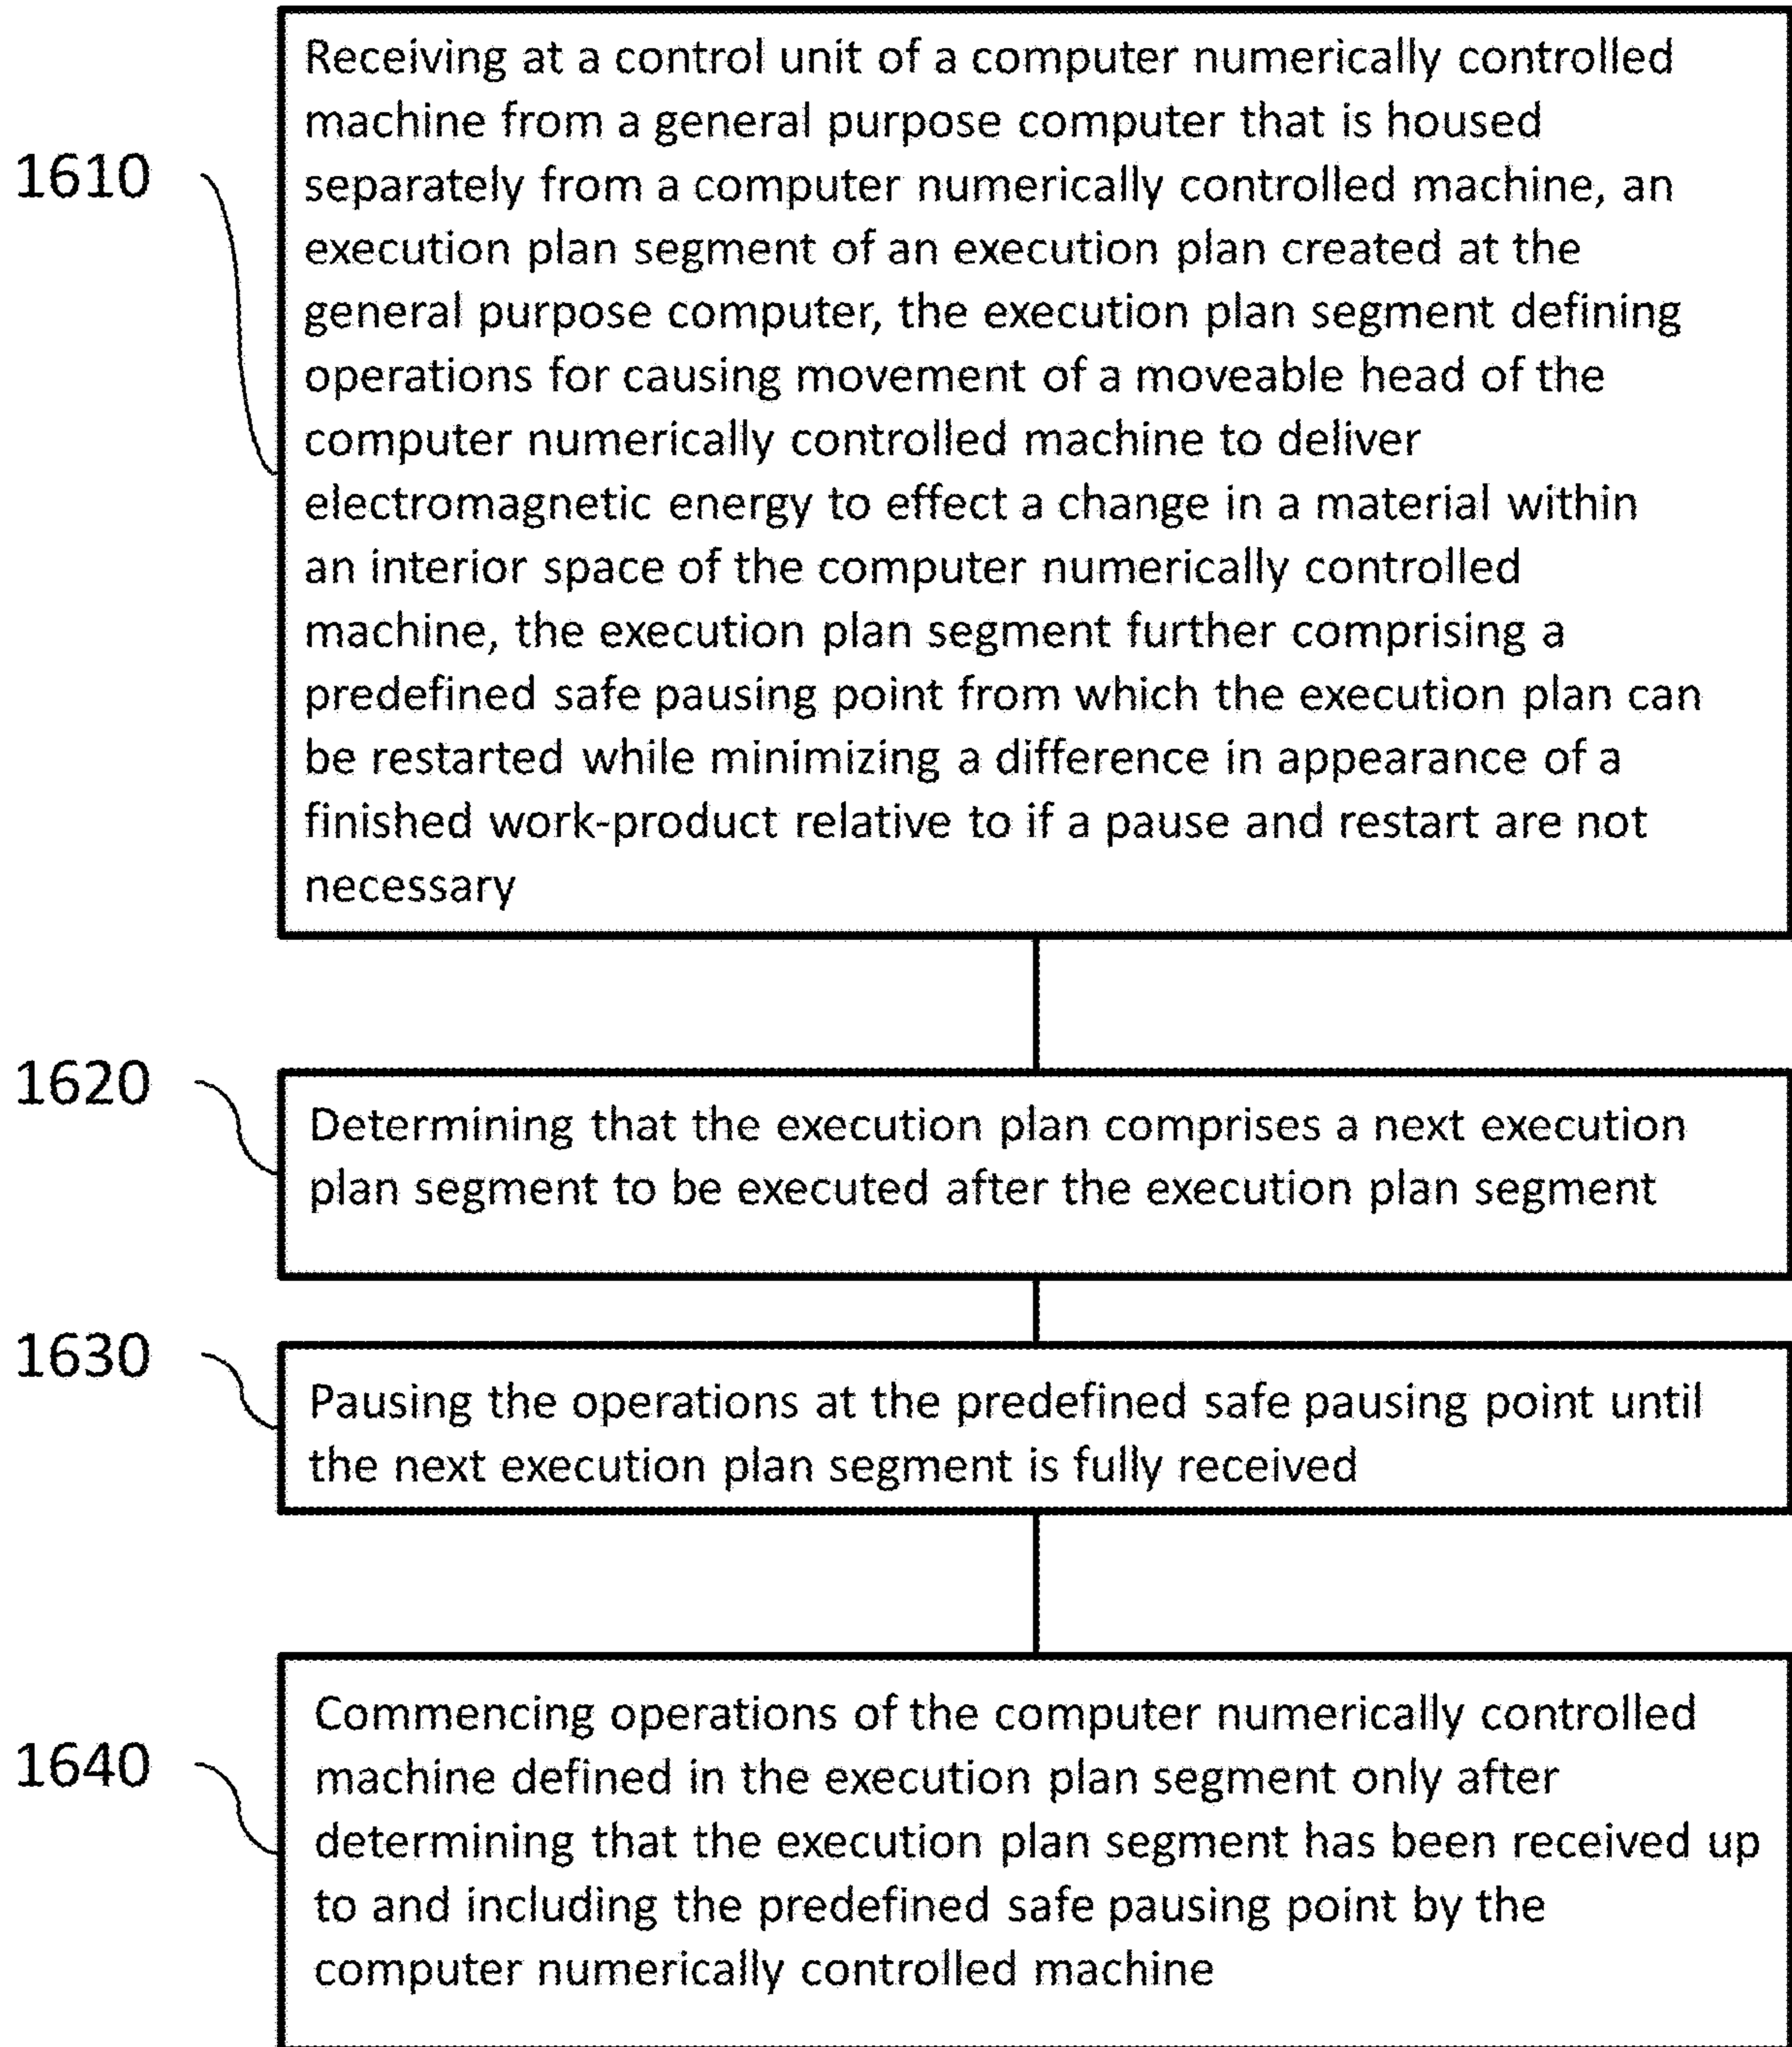 1610
Receiving at a control unit of a computer numerically controlled
machine from a general purpose computer that is housed
separately from a computer numerically controlled machine, an
execution plan segment of an execution plan created at the
general purpose computer, the execution plan segment defining
operations for causing movement of a moveable head of the
computer numerically controlled machine to deliver
electromagnetic energy to effect a change in a material within
an interior space of the computer numerically controlled
machine, the execution plan segment further comprising a
predefined safe pausing point from which the execution plan can
be restarted while minimizing a difference in appearance of a
finished work-product relative to if a pause and restart are not
necessary
1620
Determining that the execution plan comprises a next execution
plan segment to be executed after the execution plan segment
1630
Pausing the operations at the predefined safe pausing point until
the next execution plan segment is fully received
1640
Commencing operations of the computer numerically controlled
machine defined in the execution plan segment only after
determining that the execution plan segment has been received up
to and including the predefined safe pausing point by the
computer numerically controlled machine